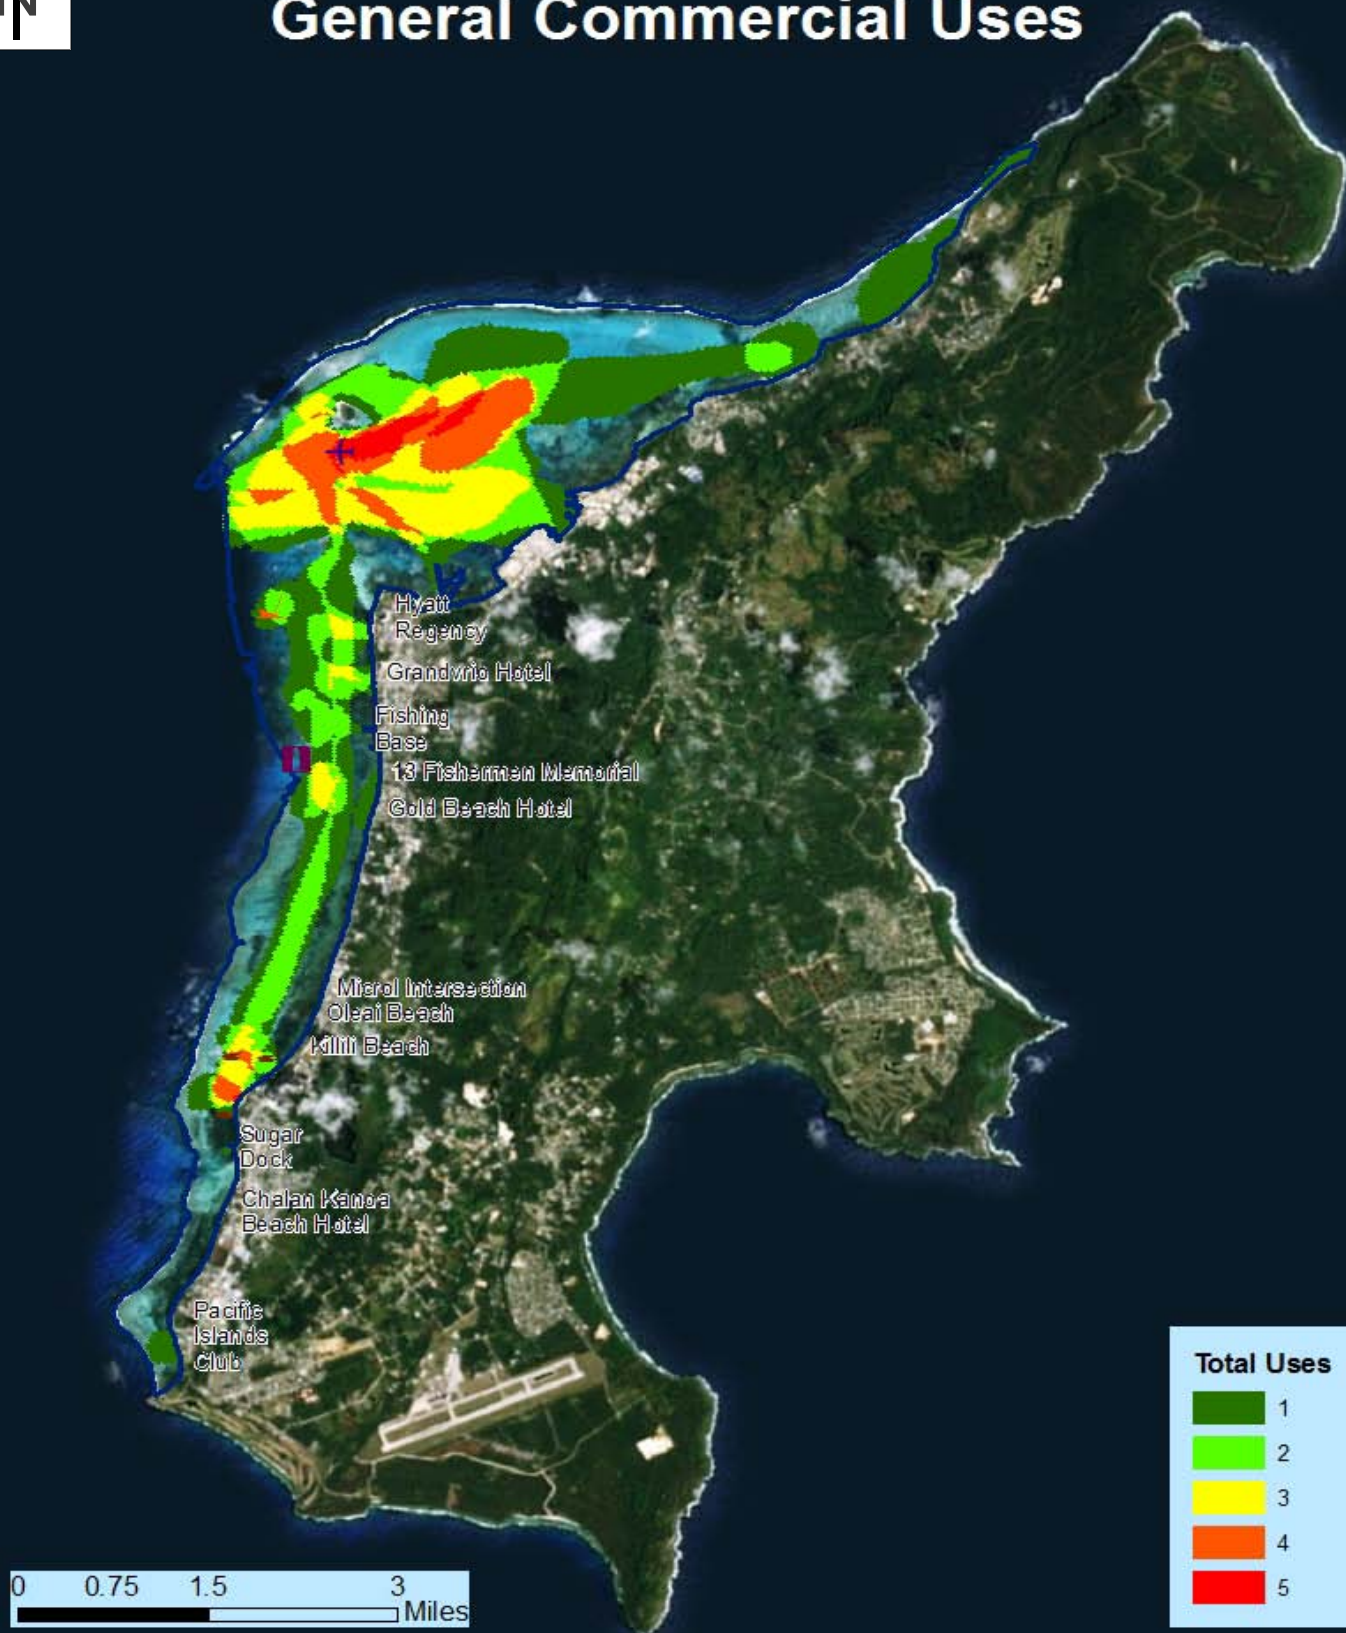 N
General Commercial Uses
Hyatt
Regency
Grandvrio Hotel
Fishing
Base
13 Fishermen Memorial
Gold Beach Hotel
Microl Intersection
Oleai Beach
Kilili Beach
Sugar
Dock
Chalan Kanoa
Beach Hotel
Pacific
Islands
Club
Total Uses
1
2
3
4
5
0 0.75 1.5 3
Miles